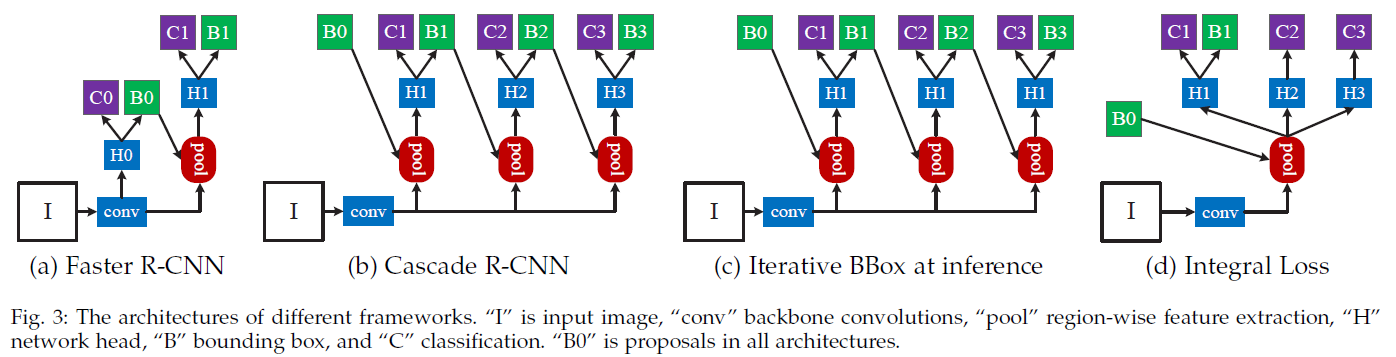 C1 B1 B0 C1 B1 C2 B2 C3 B3 B0 C1 B1 C2 B2 C3 B3 C1 B1 C2 C3
C0 B0 H1 H1 H2 H3 H1 H1 H1 H1 H2 H3
B0
H0 pool pool pool pool pool pool pool pool
I conv I conv I conv I conv
(a) Faster R-CNN (b) Cascade R-CNN (c) Iterative BBox at inference (d) Integral Loss
Fig. 3: The architectures of different frameworks. “I” is input image, “conv” backbone convolutions, “pool” region-wise feature extraction, “H”
network head, “B” bounding box, and “C” classification. “B0” is proposals in all architectures.